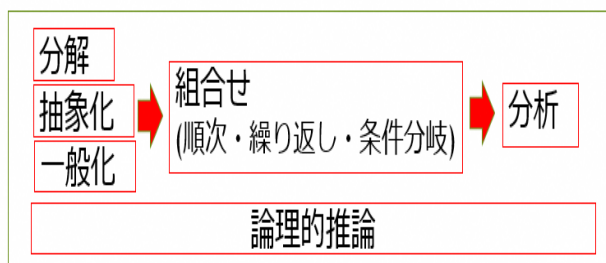 分解
抽象化
一般化
組合せ
(順次・繰り返し・条件分岐)
分析
論理的推論